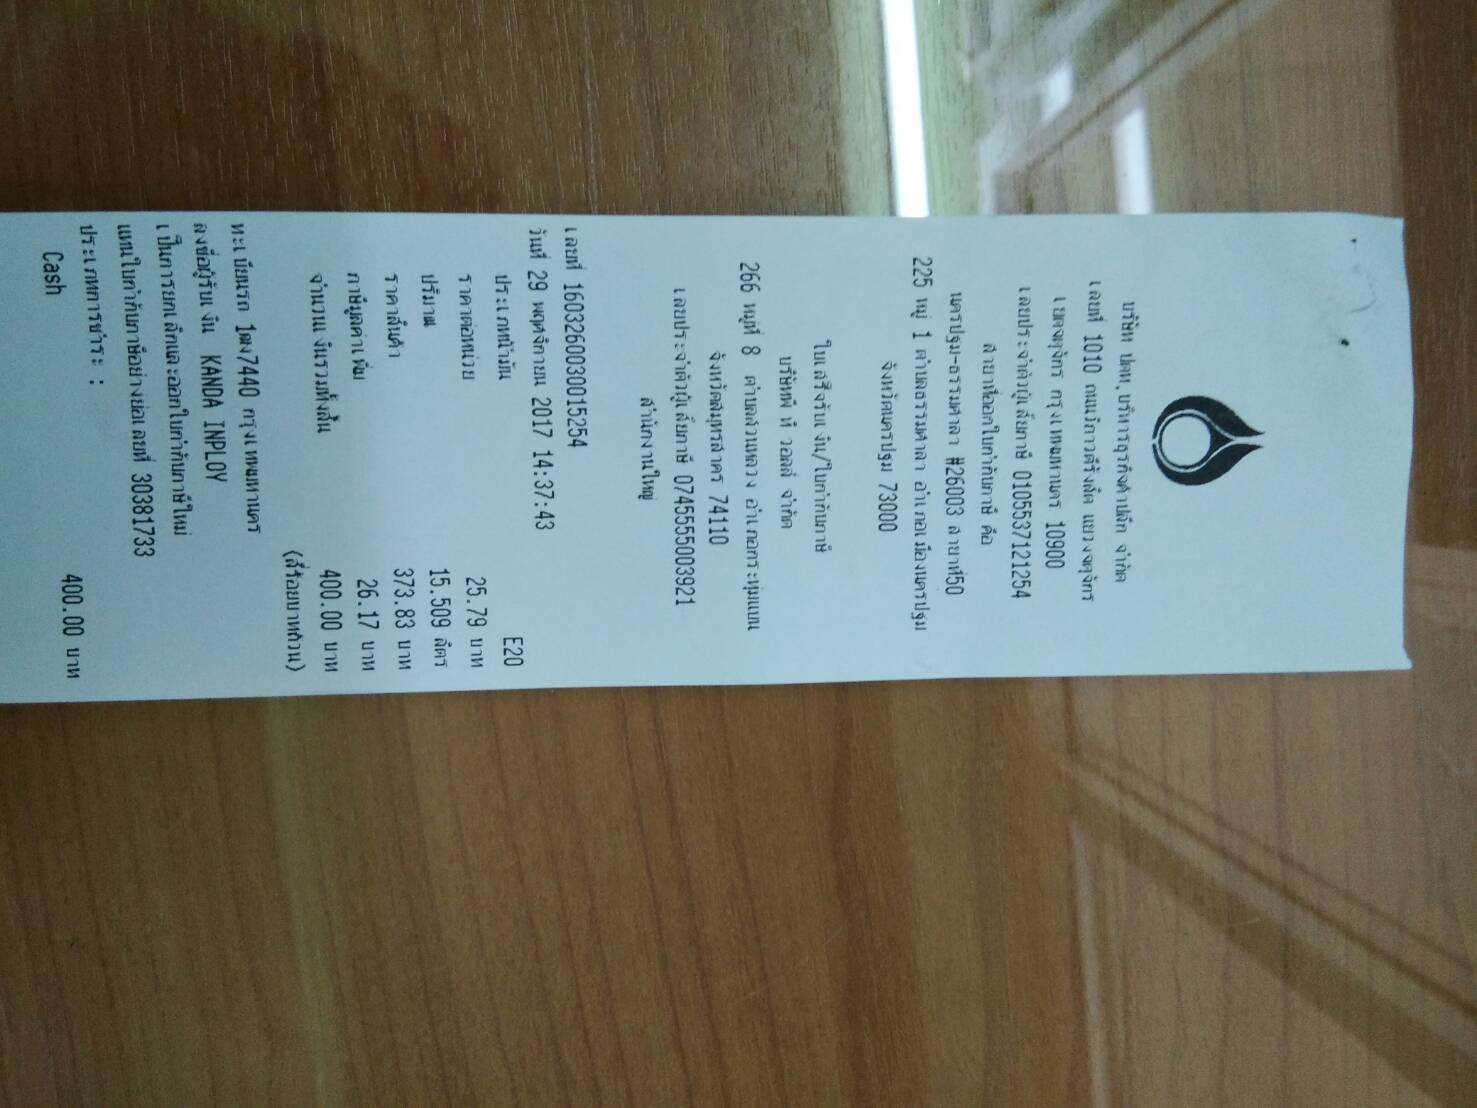 บริษัท ปตท. บริหารธุรกิจค้าปลีก จำกัด
เลขที่ 1010 ถนนวิภาวดีรังสิต แขวงจตุจักร
เขตจตุจักร กรุงเทพมหานคร 10900
เลขประจำตัวผู้เสียภาษี 0105537121254
สาขาที่ออกใบกำกับภาษี คือ
นครปฐม-ธรรมศาลา #26003 สาขาที่50
225 หมู่ 1 ตำบลธรรมศาลา อำเภอเมืองนครปฐม
จังหวัดนครปฐม 73000
ใบเสร็จรับเงิน/ใบกำกับภาษี
บริษัทพี ที วอลล์ จำกัด
266 หมู่ที่ 8 ตำบลสวนหลวง อำเภอกระทุ่มแบน
จังหวัดสมุทรสาคร 74110
เลขประจำตัวผู้เสียภาษี 0745555003921
สำนักงานใหญ่
เลขที่ 1603260030015254
วันที่ 29 พฤศจิกายน 2017 14:37:43
ประเภทน้ำมัน E20
ราคาต่อหน่วย 25.79 บาท
ปริมาณ 15.509 ลิตร
ราคาสินค้า 373.83 บาท
ภาษีมูลค่าเพิ่ม 26.17 บาท
จำนวนเงินรวมทั้งสิ้น 400.00 บาท
(สี่ร้อยบาทถ้วน)
ทะเบียนรถ 1ฒง7440 กรุงเทพมหานคร
ลงชื่อผู้รับเงิน KANDA INPLOY
เป็นการยกเลิกและออกใบกำกับภาษีใหม่
แทนใบกำกับภาษีอย่างย่อเลขที่ 30381733
ประเภทการชำระ :
Cash 400.00 บาท